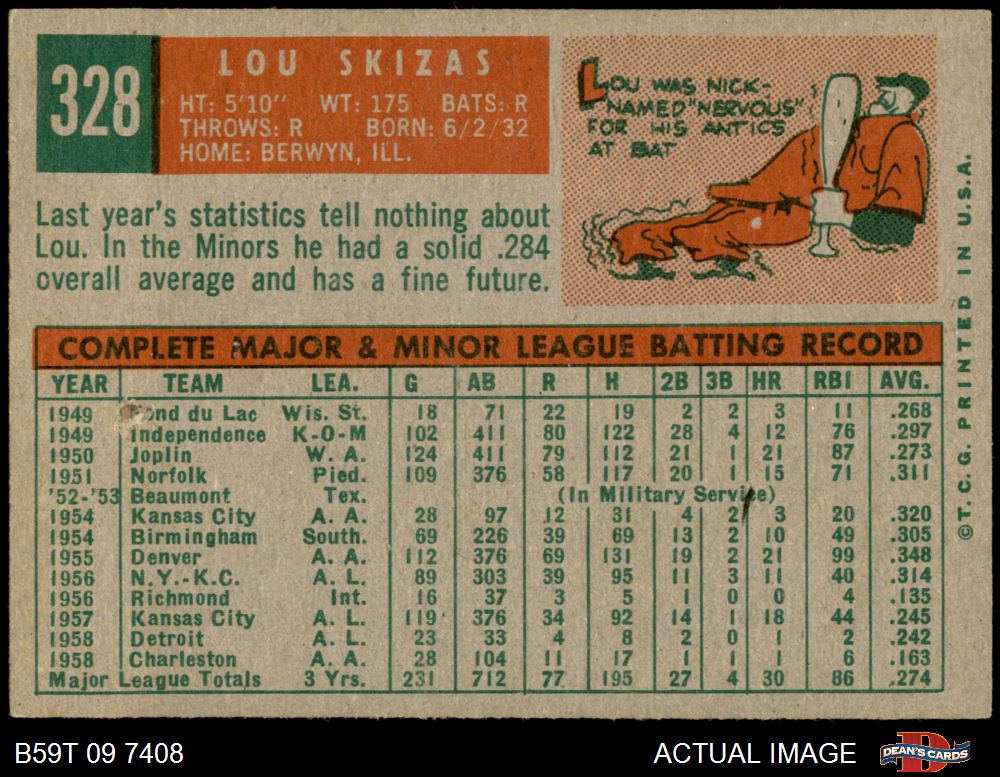 328
LOU SKIZAS
HT: 5'10" WT: 175 BATS: R
THROWS: R BORN: 6/2/32
HOME: BERWYN, ILL.
LOU WAS NICK-
NAMED "NERVOUS"
FOR HIS ANTICS
AT BAT
Last year's statistics tell nothing about
Lou. In the Minors he had a solid .284
overall average and has a fine future.
COMPLETE MAJOR & MINOR LEAGUE BATTING RECORD
YEAR TEAM LEA. G AB R H 2B 3B HR RBI AVG.
1949 Fond du Lac Wis. St. 18 71 22 19 2 2 3 11 .268
1949 Independence K-O-M 102 411 80 122 28 4 12 76 .297
1950 Joplin W. A. 124 411 79 112 21 1 21 87 .273
1951 Norfolk Pied. 109 376 58 117 20 1 15 71 .311
'52-'53 Beaumont Tex. (In Military Service)
1954 Kansas City A. A. 28 97 12 31 4 2 3 20 .320
1954 Birmingham South. 69 226 39 69 13 2 10 49 .305
1955 Denver A. A. 112 376 69 131 19 2 21 99 .348
1956 N.Y.-K.C. A. L. 89 303 39 95 11 3 11 40 .314
1956 Richmond Int. 16 37 3 5 1 0 0 4 .135
1957 Kansas City A. L. 119 376 34 92 14 1 18 44 .245
1958 Detroit A. L. 23 33 4 8 2 0 1 2 .242
1958 Charleston A. A. 28 104 11 17 1 1 1 6 .163
Major League Totals 3 Yrs. 231 712 77 195 27 4 30 86 .274
©T.C.G. PRINTED IN U.S.A.
B59T 09 7408 ACTUAL IMAGE DEAN'S CARDS